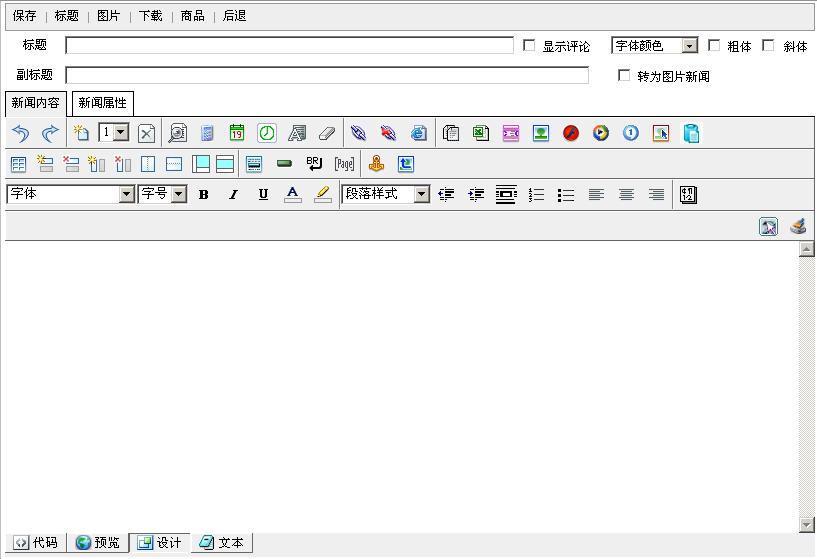 保存 | 标题 | 图片 | 下载 | 商品 | 后退
标题 显示评论 字体颜色 粗体 斜体
副标题 转为图片新闻
新闻内容 新闻属性
1 19
BR [Page]
字体 字号 B I U A 段落样式
代码 预览 设计 文本